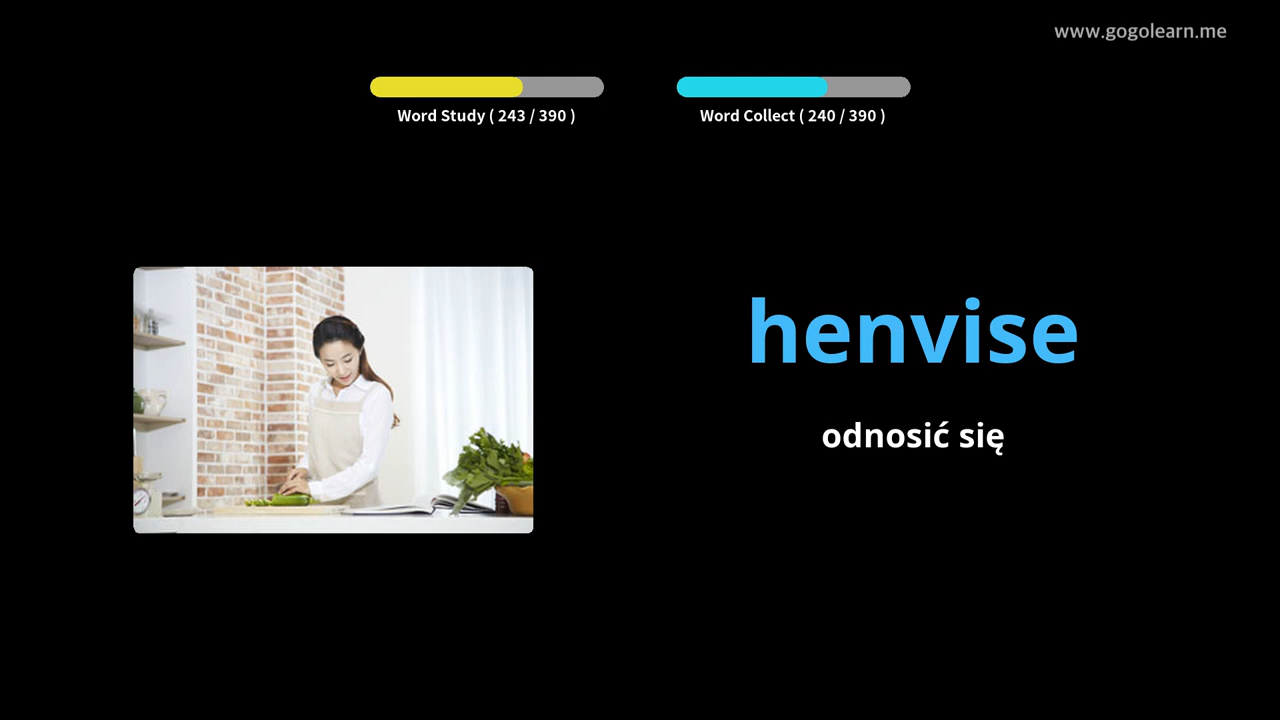 www.gogolearn.me
Word Study ( 243 / 390 )
Word Collect ( 240 / 390 )
henvise
odnosić się